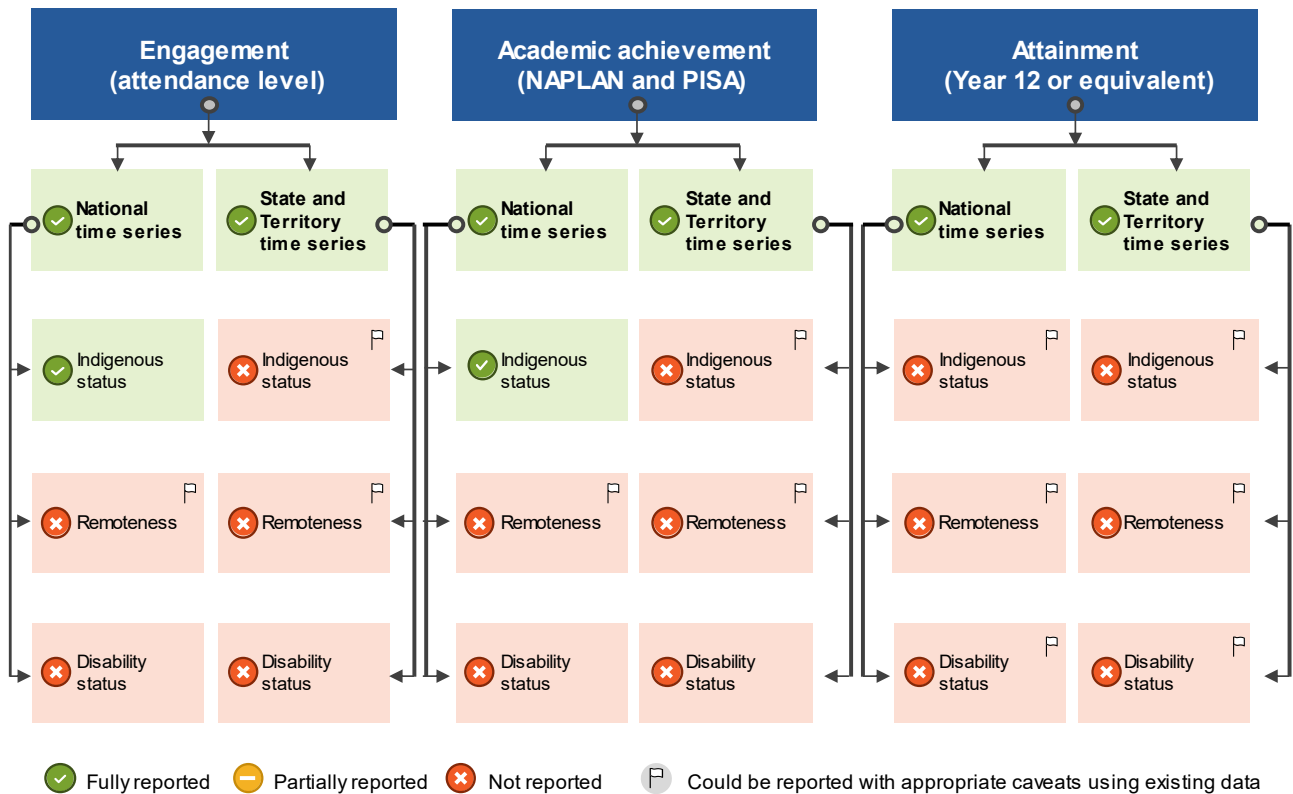 Engagement
(attendance level)
Academic achievement
(NAPLAN and PISA)
Attainment
(Year 12 or equivalent)
National
time series
State and
Territory
time series
National
time series
State and
Territory
time series
National
time series
State and
Territory
time series
Indigenous
status
Indigenous
status
Indigenous
status
Indigenous
status
Indigenous
status
Indigenous
status
Remoteness
Remoteness
Remoteness
Remoteness
Remoteness
Remoteness
Disability
status
Disability
status
Disability
status
Disability
status
Disability
status
Disability
status
Fully reported
Partially reported
Not reported
Could be reported with appropriate caveats using existing data